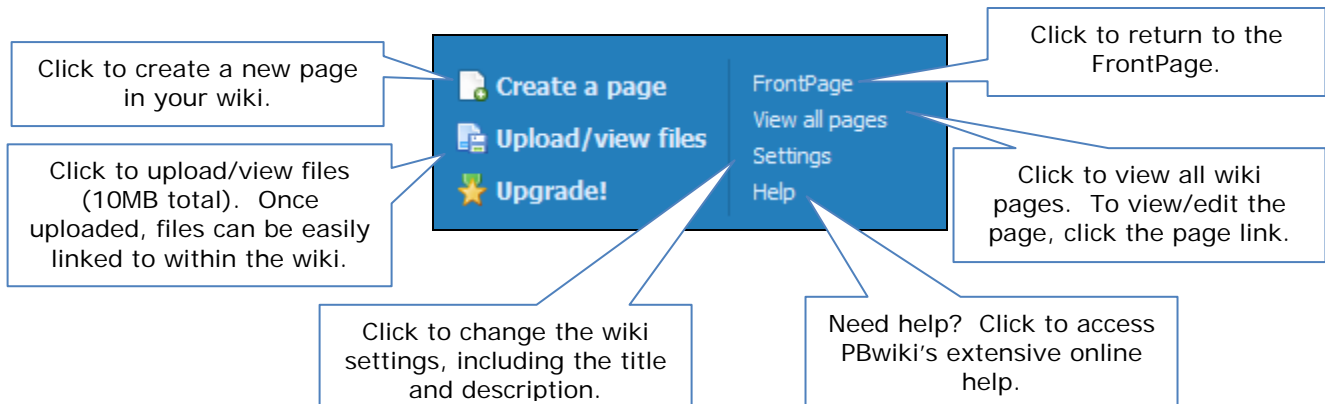 Click to create a new page
in your wiki.
Click to upload/view files
(10MB total).  Once
uploaded, files can be easily
linked to within the wiki.
Create a page
Upload/view files
Upgrade!
FrontPage
View all pages
Settings
Help
Click to return to the
FrontPage.
Click to view all wiki
pages.  To view/edit the
page, click the page link.
Click to change the wiki
settings, including the title
and description.
Need help?  Click to access
PBwiki's extensive online
help.